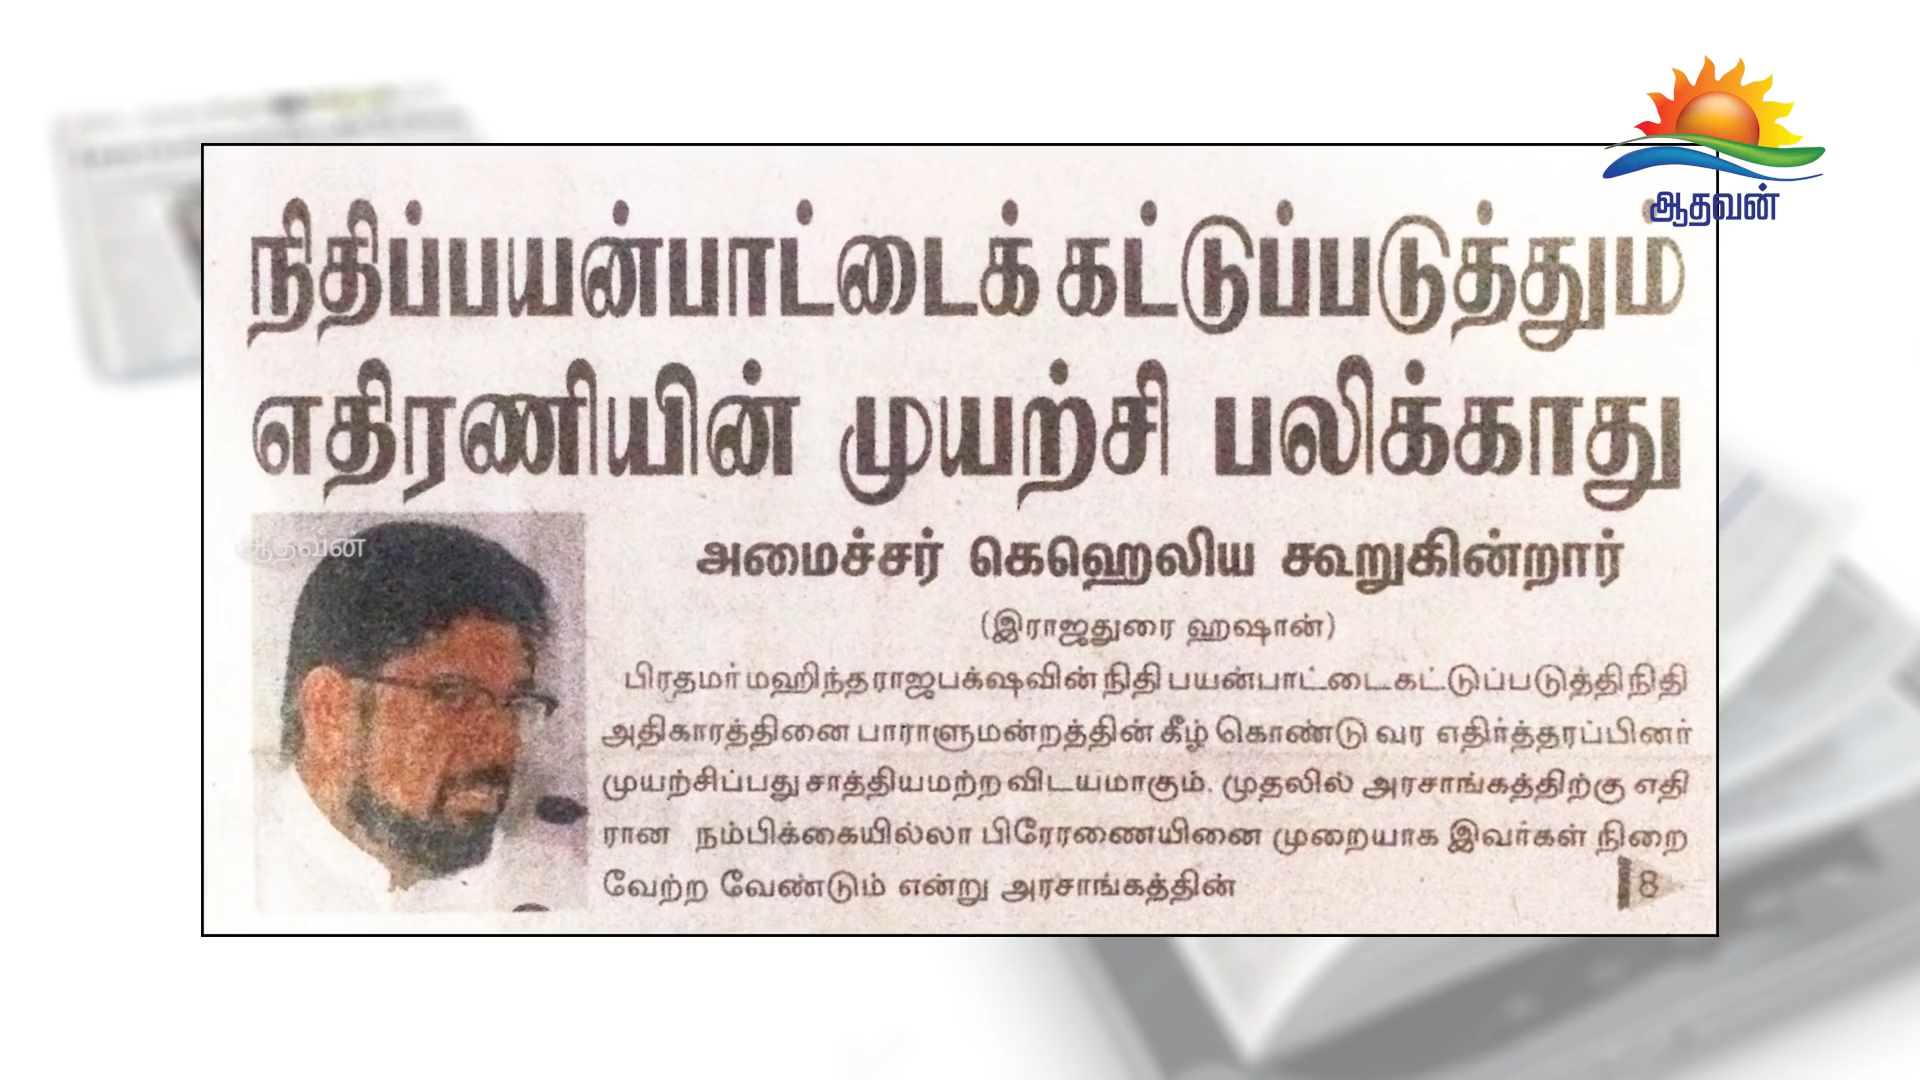 ஆதவன்
நிதிப்பயன்பாட்டைக் கட்டுப்படுத்தும்
எதிரணியின் முயற்சி பலிக்காது
ஆதவன்
அமைச்சர் கெஹெலிய கூறுகின்றார்
(இராஜதுரை ஹஷான்)
பிரதமர் மஹிந்த ராஜபக்ஷவின் நிதி பயன்பாட்டை கட்டுப்படுத்தி நிதி
அதிகாரத்தினை பாராளுமன்றத்தின் கீழ் கொண்டு வர எதிர்த்தரப்பினர்
முயற்சிப்பது சாத்தியமற்ற விடயமாகும். முதலில் அரசாங்கத்திற்கு எதி
ரான நம்பிக்கையில்லா பிரேரணையினை முறையாக இவர்கள் நிறை
வேற்ற வேண்டும் என்று அரசாங்கத்தின்
8